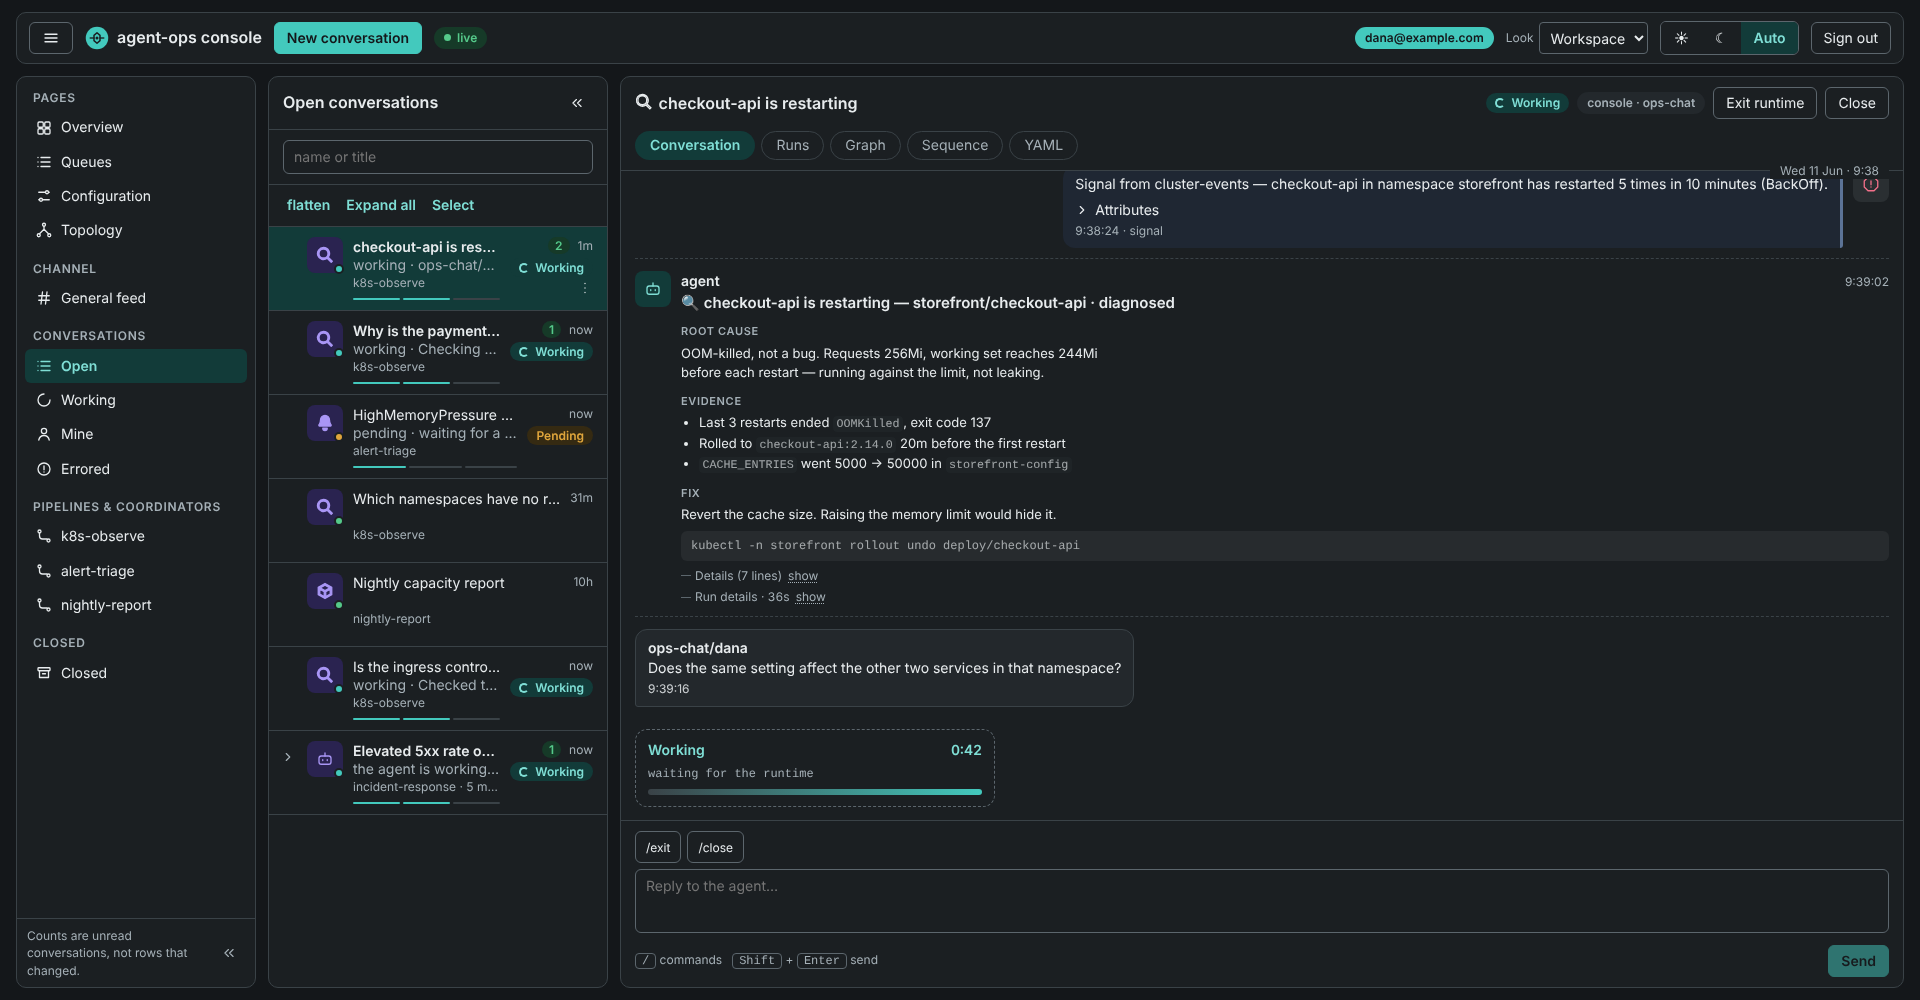 agent-ops console
New conversation
live
dana@example.com
Look
Workspace
Auto
Sign out
PAGES
Overview
Queues
Configuration
Topology
CHANNEL
General feed
CONVERSATIONS
Open
Working
Mine
Errored
PIPELINES & COORDINATORS
k8s-observe
alert-triage
nightly-report
CLOSED
Closed
Counts are unread
conversations, not rows that
changed.
«
Open conversations
«
name or title
flatten Expand all Select
checkout-api is res... 2 1m
working · ops-chat/... Working
k8s-observe
Why is the payment... 1 now
working · Checking ... Working
k8s-observe
HighMemoryPressure ... now
pending · waiting for a ... Pending
alert-triage
Which namespaces have no r... 31m
k8s-observe
Nightly capacity report 10h
nightly-report
Is the ingress contro... now
working · Checked t... Working
k8s-observe
Elevated 5xx rate o... 1 now
the agent is working... Working
incident-response · 5 m...
checkout-api is restarting
Working
console · ops-chat
Exit runtime
Close
Conversation
Runs
Graph
Sequence
YAML
Wed 11 Jun · 9:38
Signal from cluster-events — checkout-api in namespace storefront has restarted 5 times in 10 minutes (BackOff).
Attributes
9:38:24 · signal
agent 9:39:02
checkout-api is restarting — storefront/checkout-api · diagnosed
ROOT CAUSE
OOM-killed, not a bug. Requests 256Mi, working set reaches 244Mi
before each restart — running against the limit, not leaking.
EVIDENCE
• Last 3 restarts ended OOMKilled, exit code 137
• Rolled to checkout-api:2.14.0 20m before the first restart
• CACHE_ENTRIES went 5000 → 50000 in storefront-config
FIX
Revert the cache size. Raising the memory limit would hide it.
kubectl -n storefront rollout undo deploy/checkout-api
— Details (7 lines) show
— Run details · 36s show
ops-chat/dana
Does the same setting affect the other two services in that namespace?
9:39:16
Working 0:42
waiting for the runtime
/exit
/close
Reply to the agent...
/ commands Shift + Enter send
Send